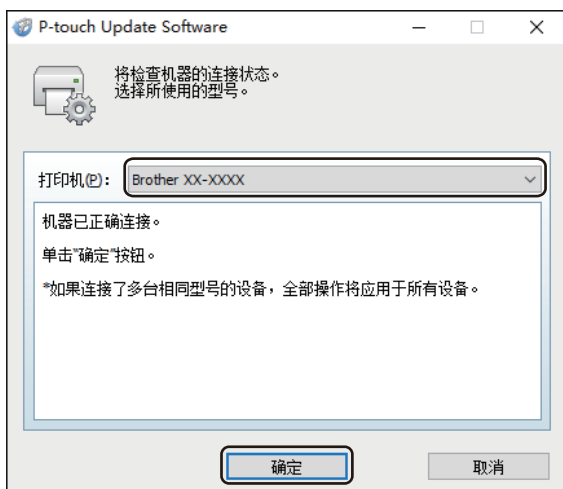 P-touch Update Software
将检查机器的连接状态。
选择所使用的型号。
打印机(P): Brother XX-XXXX
机器已正确连接。
单击"确定"按钮。
*如果连接了多台相同型号的设备，全部操作将应用于所有设备。
确定 取消